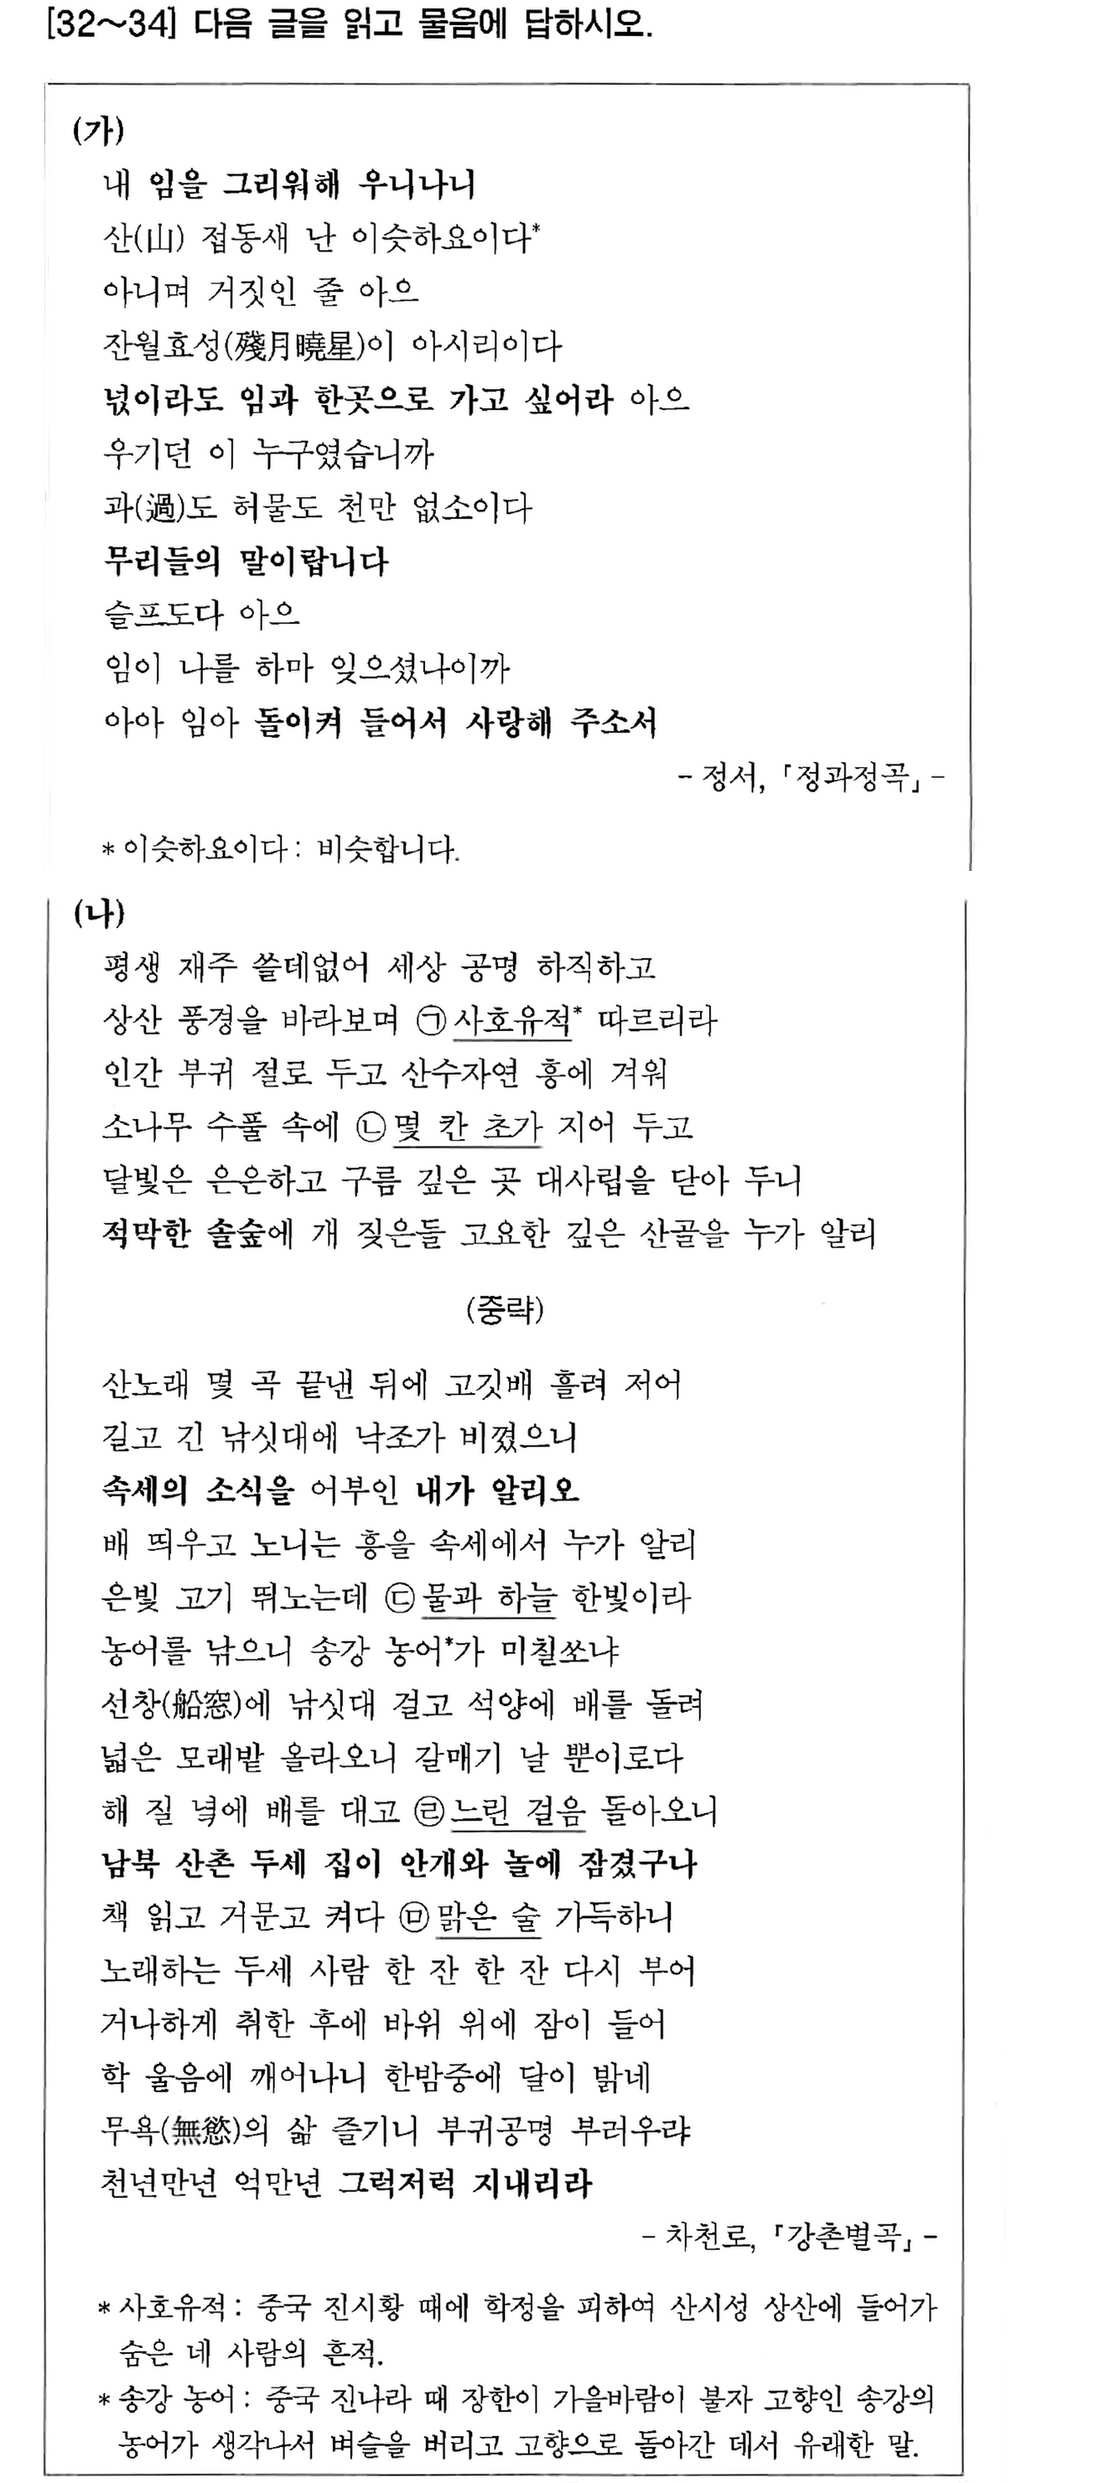 [32～34] 다음 글을 읽고 물음에 답하시오.
(가)
내 임을 그리워해 우니나니
산(山) 접동새 난 이슷하요이다*
아니며 거짓인 줄 아으
잔월효성(殘月曉星)이 아시리이다
넋이라도 임과 한곳으로 가고 싶어라 아으
우기던 이 누구였습니까
과(過)도 허물도 천만 없소이다
무리들의 말이랍니다
슬프도다 아으
임이 나를 하마 잊으셨나이까
아아 임아 돌이켜 들어서 사랑해 주소서
- 정서, 「정과정곡」 -
* 이슷하요이다 : 비슷합니다.
(나)
평생 재주 쓸데없어 세상 공명 하직하고
상산 풍경을 바라보며 ㉠사호유적* 따르리라
인간 부귀 절로 두고 산수자연 흥에 겨워
소나무 수풀 속에 ㉡몇 칸 초가 지어 두고
달빛은 은은하고 구름 깊은 곳 대사립을 닫아 두니
적막한 솔숲에 개 짖은들 고요한 깊은 산골을 누가 알리
(중략)
산노래 몇 곡 끝낸 뒤에 고깃배 흘려 저어
길고 긴 낚싯대에 낙조가 비꼈으니
속세의 소식을 어부인 내가 알리오
배 띄우고 노니는 흥을 속세에서 누가 알리
은빛 고기 뛰노는데 ㉢물과 하늘 한빛이라
농어를 낚으니 송강 농어*가 미칠쏘냐
선창(船窓)에 낚싯대 걸고 석양에 배를 돌려
넓은 모래밭 올라오니 갈매기 날 뿐이로다
해 질 녘에 배를 대고 ㉣느린 걸음 돌아오니
남북 산촌 두세 집이 안개와 놀에 잠겼구나
책 읽고 거문고 켜다 ㉤맑은 술 가득하니
노래하는 두세 사람 한 잔 한 잔 다시 부어
거나하게 취한 후에 바위 위에 잠이 들어
학 울음에 깨어나니 한밤중에 달이 밝네
무욕(無慾)의 삶 즐기니 부귀공명 부러우랴
천년만년 억만년 그럭저럭 지내리라
- 차천로, 「강촌별곡」 -
* 사호유적 : 중국 진시황 때에 학정을 피하여 산시성 상산에 들어가
숨은 네 사람의 흔적.
* 송강 농어 : 중국 진나라 때 장한이 가을바람이 불자 고향인 송강의
농어가 생각나서 벼슬을 버리고 고향으로 돌아간 데서 유래한 말.